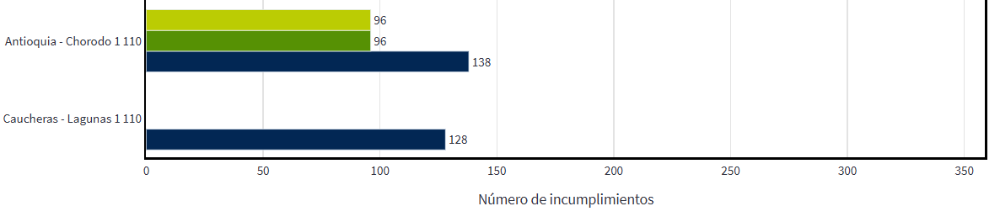 96
Antioquia - Chorodo 1 110
96
138
Caucheras - Lagunas 1 110
128
0 50 100 150 200 250 300 350
Número de incumplimientos